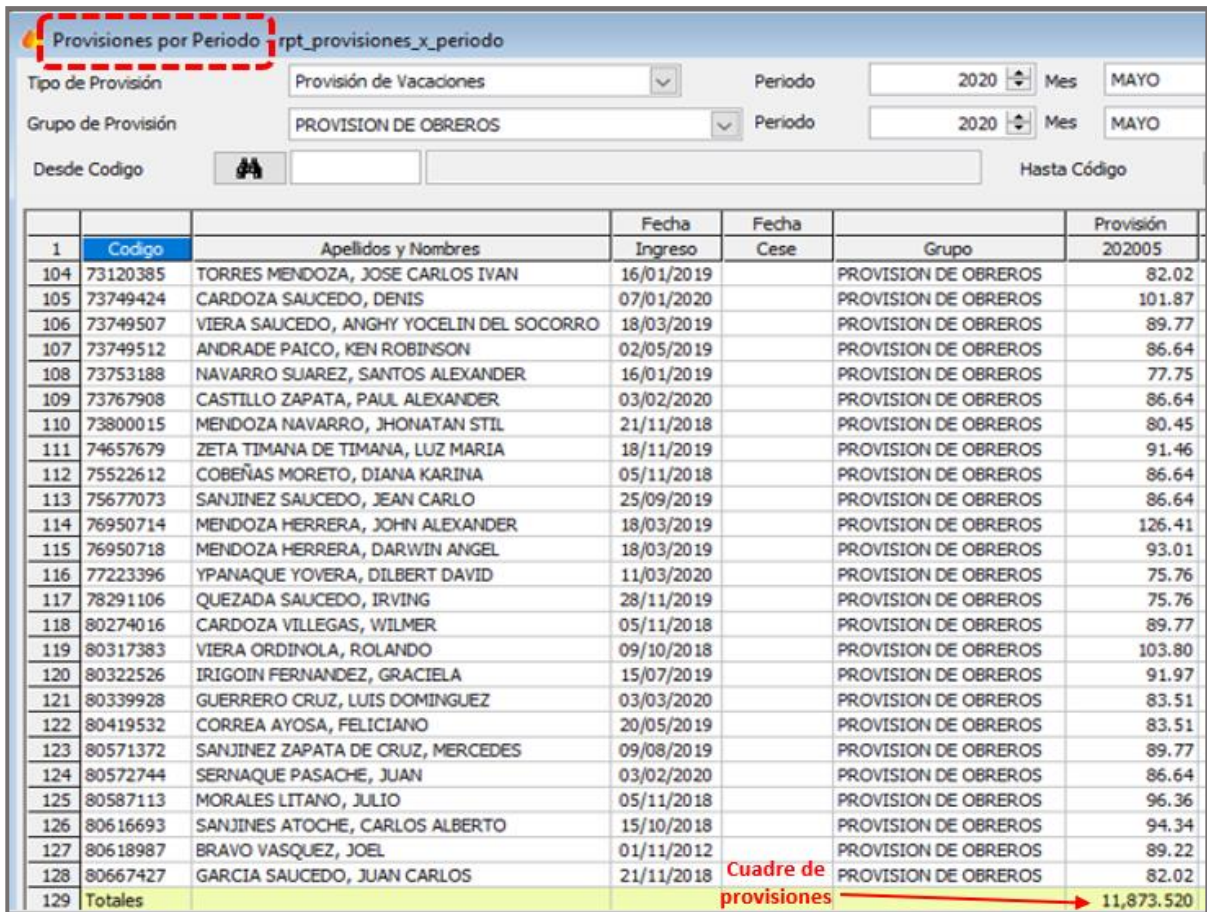 Provisiones por Periodo - rpt_provisiones_x_periodo
Tipo de Provisión Provisión de Vacaciones Periodo 2020 Mes MAYO
Grupo de Provisión PROVISION DE OBREROS Periodo 2020 Mes MAYO
Desde Codigo Hasta Código
Fecha Fecha Provisión
1 Codigo Apellidos y Nombres Ingreso Cese Grupo 202005
104 73120385 TORRES MENDOZA, JOSE CARLOS IVAN 16/01/2019 PROVISION DE OBREROS 82.02
105 73749424 CARDOZA SAUCEDO, DENIS 07/01/2020 PROVISION DE OBREROS 101.87
106 73749507 VIERA SAUCEDO, ANGHY YOCELIN DEL SOCORRO 18/03/2019 PROVISION DE OBREROS 89.77
107 73749512 ANDRADE PAICO, KEN ROBINSON 02/05/2019 PROVISION DE OBREROS 86.64
108 73753188 NAVARRO SUAREZ, SANTOS ALEXANDER 16/01/2019 PROVISION DE OBREROS 77.75
109 73767908 CASTILLO ZAPATA, PAUL ALEXANDER 03/02/2020 PROVISION DE OBREROS 86.64
110 73800015 MENDOZA NAVARRO, JHONATAN STIL 21/11/2018 PROVISION DE OBREROS 80.45
111 74657679 ZETA TIMANA DE TIMANA, LUZ MARIA 18/11/2019 PROVISION DE OBREROS 91.46
112 75522612 COBEÑAS MORETO, DIANA KARINA 05/11/2018 PROVISION DE OBREROS 86.64
113 75677073 SANJINEZ SAUCEDO, JEAN CARLO 25/09/2019 PROVISION DE OBREROS 86.64
114 76950714 MENDOZA HERRERA, JOHN ALEXANDER 18/03/2019 PROVISION DE OBREROS 126.41
115 76950718 MENDOZA HERRERA, DARWIN ANGEL 18/03/2019 PROVISION DE OBREROS 93.01
116 77223396 YPANAQUE YOVERA, DILBERT DAVID 11/03/2020 PROVISION DE OBREROS 75.76
117 78291106 QUEZADA SAUCEDO, IRVING 28/11/2019 PROVISION DE OBREROS 75.76
118 80274016 CARDOZA VILLEGAS, WILMER 05/11/2018 PROVISION DE OBREROS 89.77
119 80317383 VIERA ORDINOLA, ROLANDO 09/10/2018 PROVISION DE OBREROS 103.80
120 80322526 IRIGOIN FERNANDEZ, GRACIELA 15/07/2019 PROVISION DE OBREROS 91.97
121 80339928 GUERRERO CRUZ, LUIS DOMINGUEZ 03/03/2020 PROVISION DE OBREROS 83.51
122 80419532 CORREA AYOSA, FELICIANO 20/05/2019 PROVISION DE OBREROS 83.51
123 80571372 SANJINEZ ZAPATA DE CRUZ, MERCEDES 09/08/2019 PROVISION DE OBREROS 89.77
124 80572744 SERNAQUE PASACHE, JUAN 03/02/2020 PROVISION DE OBREROS 86.64
125 80587113 MORALES LITANO, JULIO 05/11/2018 PROVISION DE OBREROS 96.36
126 80616693 SANJINES ATOCHE, CARLOS ALBERTO 15/10/2018 PROVISION DE OBREROS 94.34
127 80618987 BRAVO VASQUEZ, JOEL 01/11/2012 PROVISION DE OBREROS 89.22
128 80667427 GARCIA SAUCEDO, JUAN CARLOS 21/11/2018 PROVISION DE OBREROS 82.02
Cuadre de
provisiones
129 Totales 11,873.520